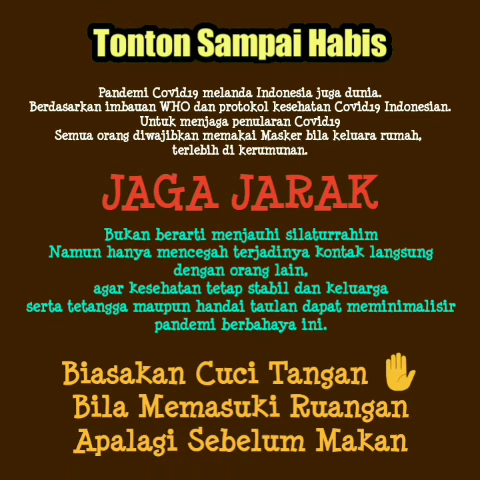 Tonton Sampai Habis
Pandemi Covid19 melanda Indonesia juga dunia.
Berdasarkan imbauan WHO dan protokol kesehatan Covid19 Indonesian.
Untuk menjaga penularan Covid19
Semua orang diwajibkan memakai Masker bila keluara rumah,
terlebih di kerumunan.
JAGA JARAK
Bukan berarti menjauhi silaturrahim
Namun hanya mencegah terjadinya kontak langsung
dengan orang lain,
agar kesehatan tetap stabil dan keluarga
serta tetangga maupun handai taulan dapat meminimalisir
pandemi berbahaya ini.
Biasakan Cuci Tangan ✋
Bila Memasuki Ruangan
Apalagi Sebelum Makan